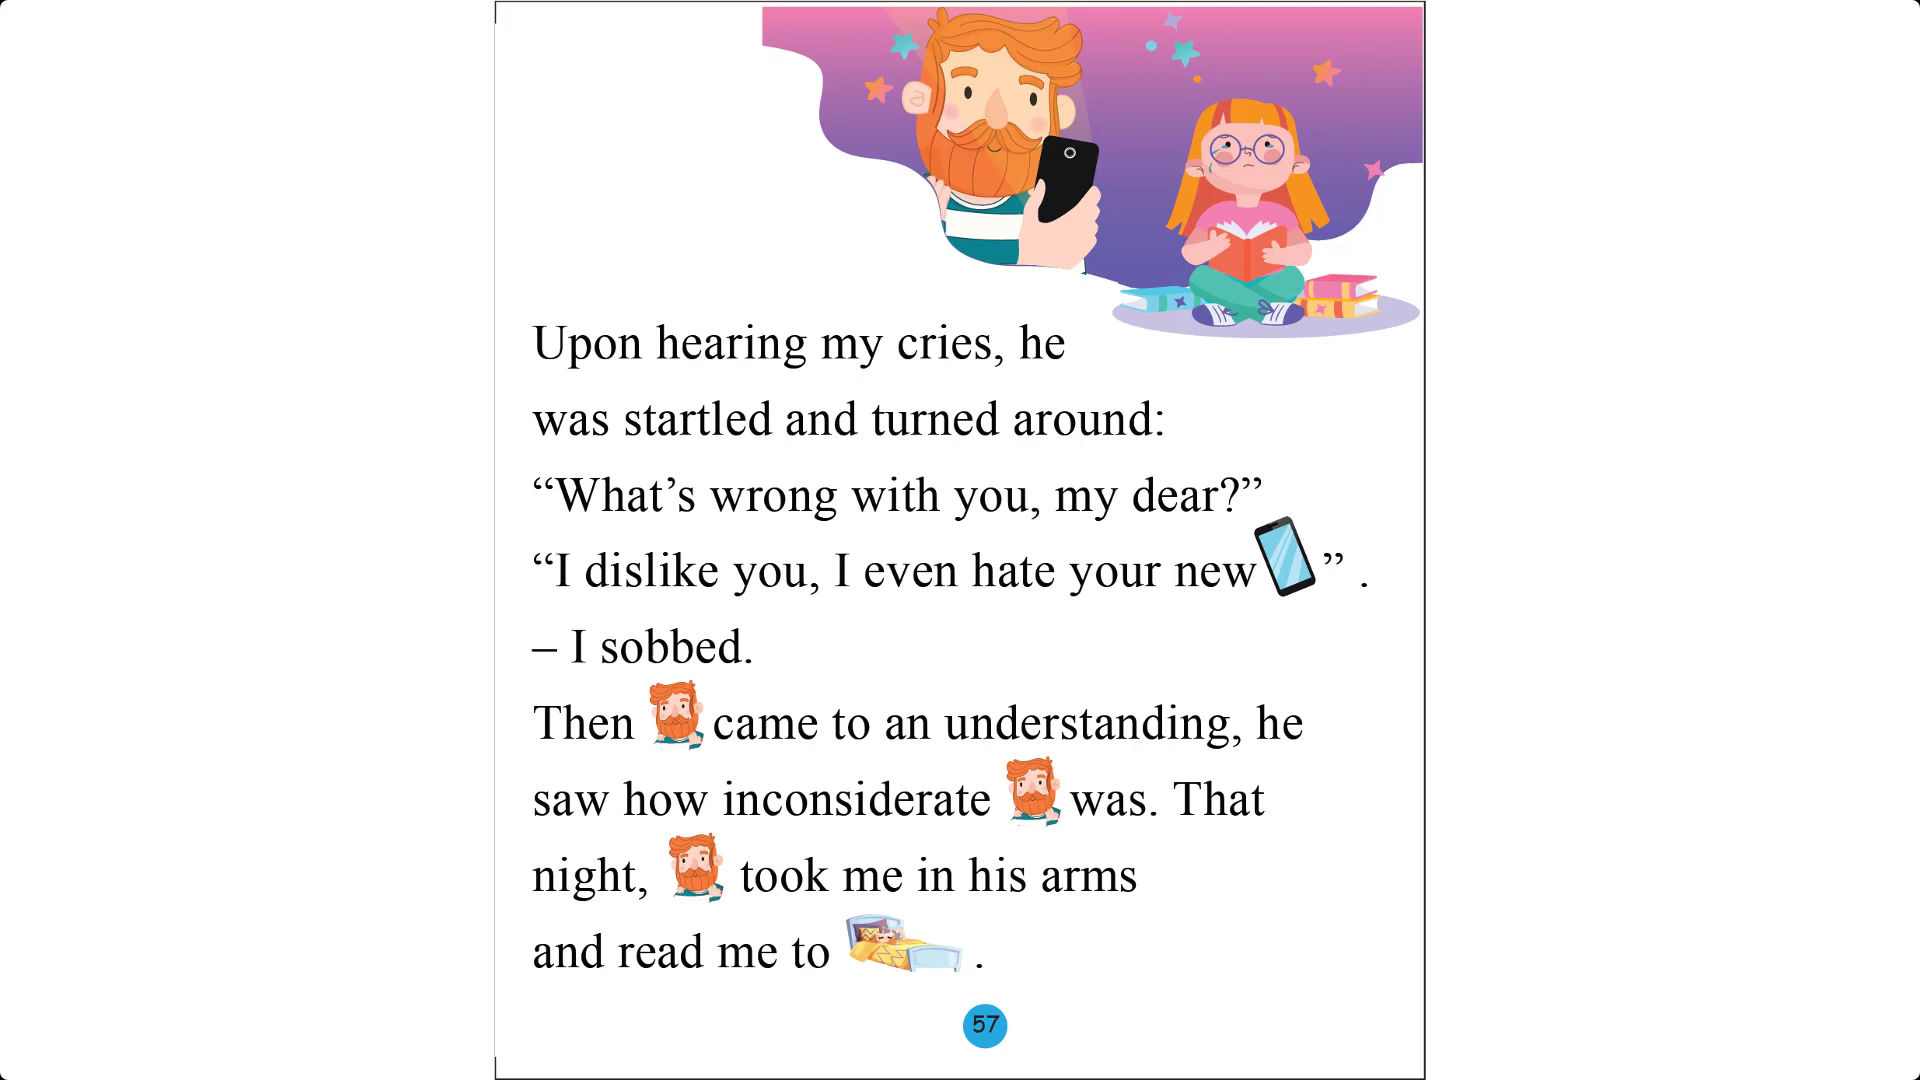 Upon hearing my cries, he
was startled and turned around:
“What’s wrong with you, my dear?”
“I dislike you, I even hate your new ” .
– I sobbed.
Then came to an understanding, he
saw how inconsiderate was. That
night, took me in his arms
and read me to .
57